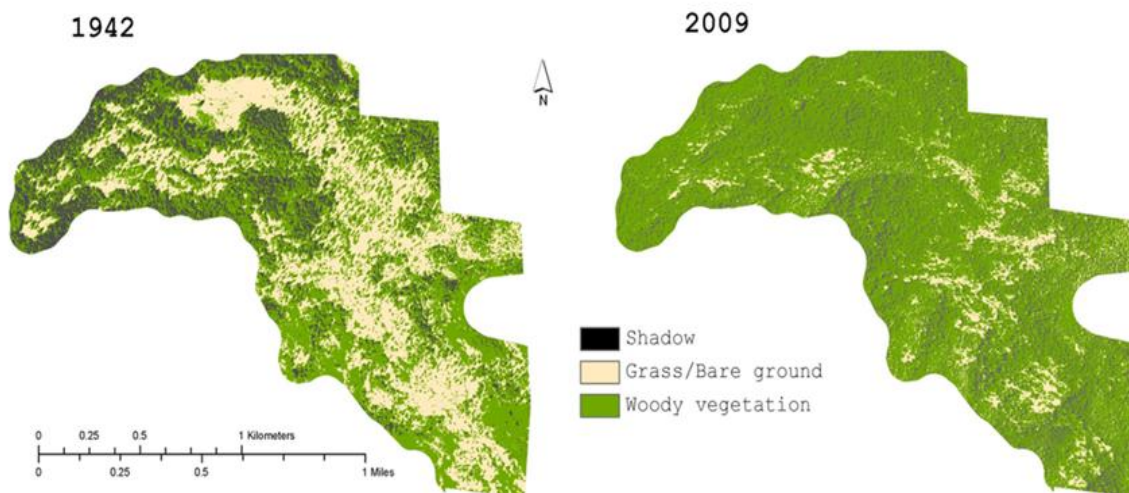 1942
2009
N
Shadow
Grass/Bare ground
Woody vegetation
0 0.25 0.5 1 Kilometers
0 0.25 0.5 1 Miles